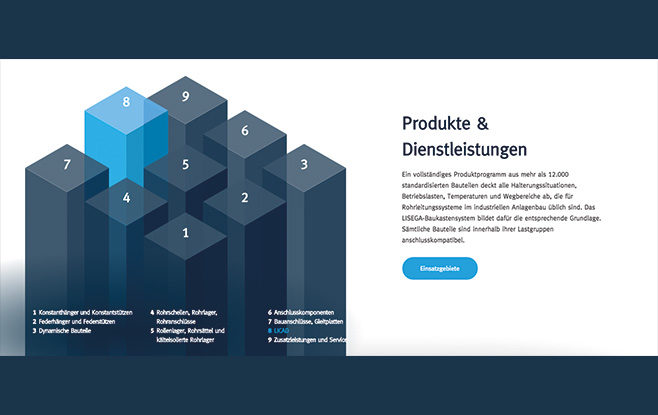 8
9
6
7
5
3
4
2
1
Produkte &
Dienstleistungen
Ein vollständiges Produktprogramm aus mehr als 12.000
standardisierten Bauteilen deckt alle Halterungssituationen,
Betriebslasten, Temperaturen und Wegbereiche ab, die für
Rohrleitungssysteme im industriellen Anlagenbau üblich sind. Das
LISEGA-Baukastensystem bildet dafür die entsprechende Grundlage.
Sämtliche Bauteile sind innerhalb ihrer Lastgruppen
anschlusskompatibel.
Einsatzgebiete
1 Konstanthänger und Konstantstützen
2 Federhänger und Federstützen
3 Dynamische Bauteile
4 Rohrschellen, Rohrlager,
Rohranschlüsse
5 Rollenlager, Rohrsättel und
kälteisolierte Rohrlager
6 Anschlusskomponenten
7 Bauanschlüsse, Gleitplatten
8 LICAD
9 Zusatzleistungen und Service